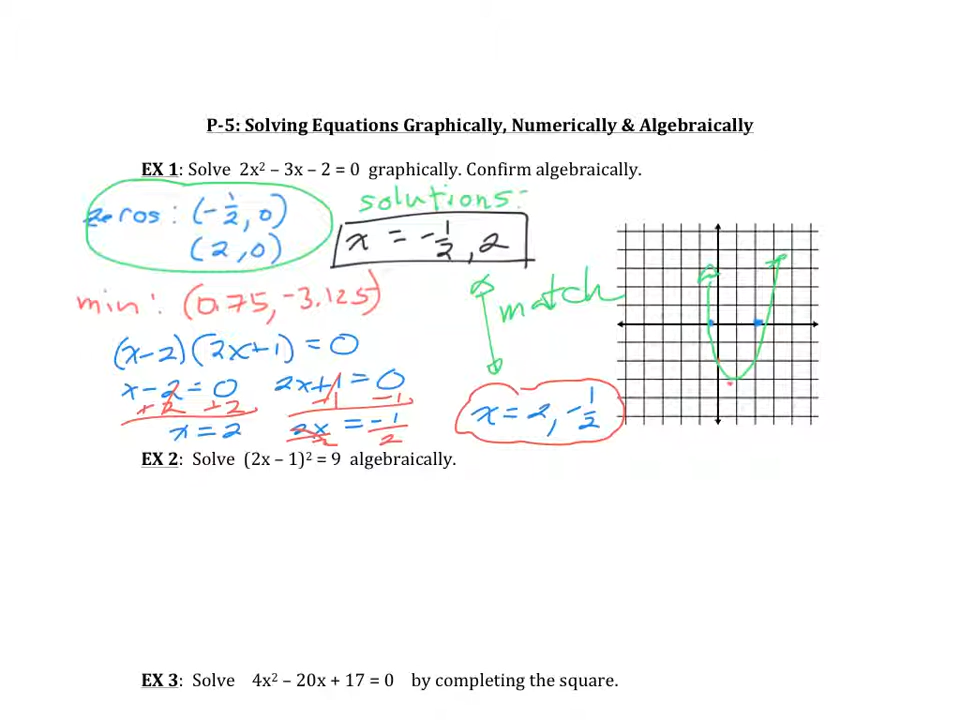 P-5: Solving Equations Graphically, Numerically & Algebraically
EX 1: Solve 2x² – 3x – 2 = 0 graphically. Confirm algebraically.
zeros: (-1/2, 0)
(2, 0)
solutions:
x = -1/2, 2
min: (0.75, -3.125)
match
(x-2)(2x+1) = 0
x-2 = 0 2x+1 = 0
+2 +2 -1 -1
x = 2 2x/2 = -1/2
x = 2, -1/2
EX 2: Solve (2x – 1)² = 9 algebraically.
EX 3: Solve 4x² – 20x + 17 = 0 by completing the square.